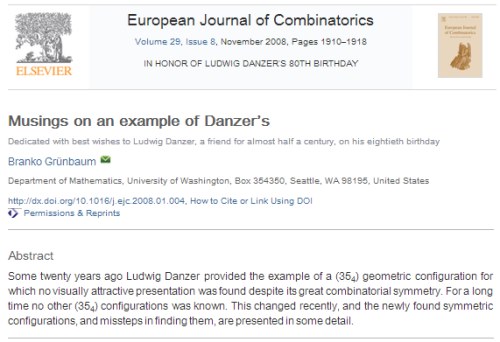 European Journal of Combinatorics
Volume 29, Issue 8, November 2008, Pages 1910–1918
IN HONOR OF LUDWIG DANZER'S 80TH BIRTHDAY
ELSEVIER
Musings on an example of Danzer's
Dedicated with best wishes to Ludwig Danzer, a friend for almost half a century, on his eightieth birthday
Branko Grünbaum
Department of Mathematics, University of Washington, Box 354350, Seattle, WA 98195, United States
http://dx.doi.org/10.1016/j.ejc.2008.01.004, How to Cite or Link Using DOI
Permissions & Reprints
Abstract
Some twenty years ago Ludwig Danzer provided the example of a (35₄) geometric configuration for
which no visually attractive presentation was found despite its great combinatorial symmetry. For a long
time no other (35₄) configurations was known. This changed recently, and the newly found symmetric
configurations, and missteps in finding them, are presented in some detail.